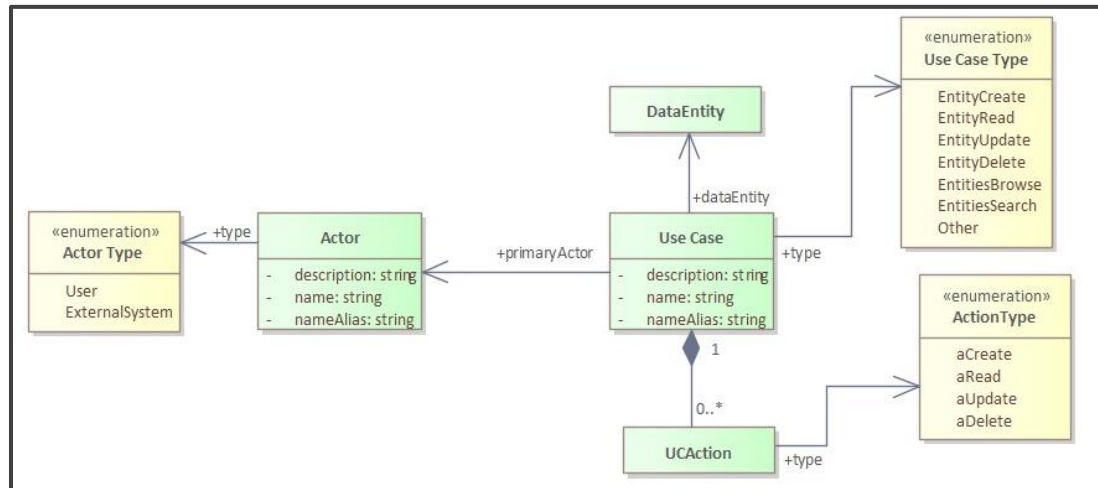 «enumeration»
Use Case Type
EntityCreate
EntityRead
EntityUpdate
EntityDelete
EntitiesBrowse
EntitiesSearch
Other
DataEntity
+dataEntity
«enumeration»
Actor Type
User
ExternalSystem
+type
Actor
- description: string
- name: string
- nameAlias: string
+primaryActor
Use Case
- description: string
- name: string
- nameAlias: string
+type
1
0..*
UCAction
+type
«enumeration»
ActionType
aCreate
aRead
aUpdate
aDelete